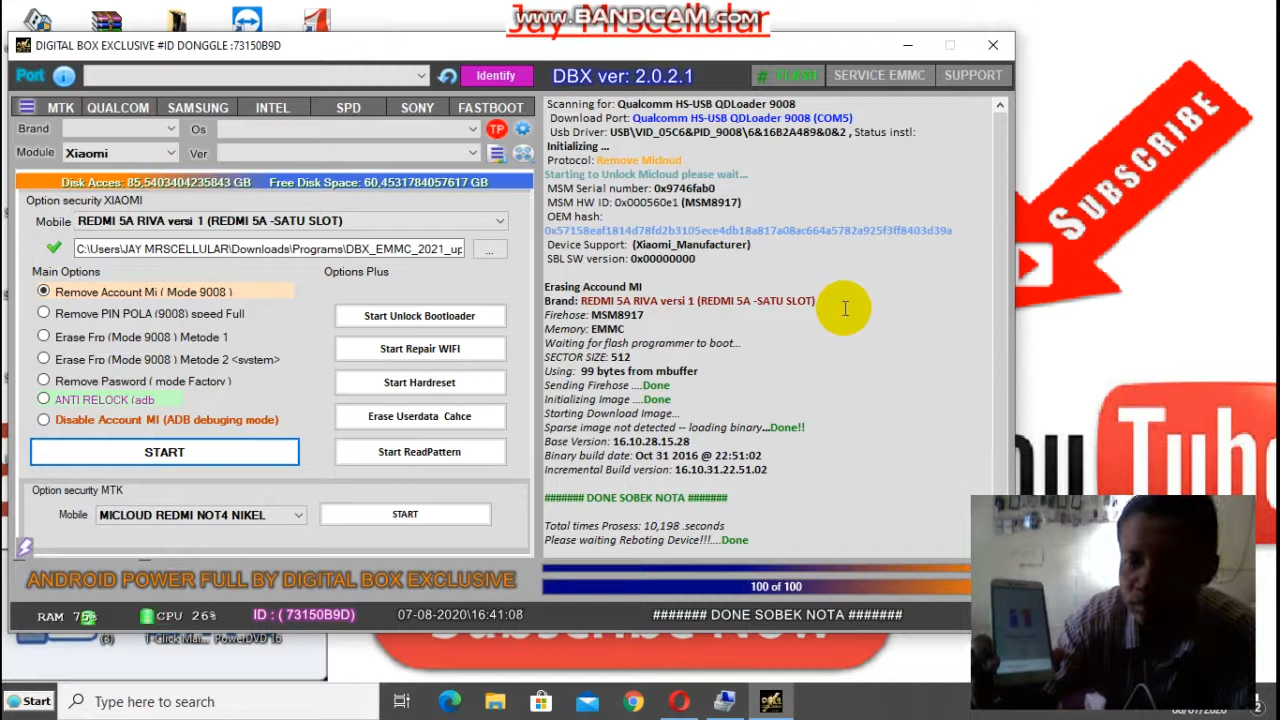 www.BANDICAM.com
Jay Mrscellular
DIGITAL BOX EXCLUSIVE #ID DONGGLE :73150B9D
Port
Identify
DBX ver: 2.0.2.1
# FLASH
SERVICE EMMC
SUPPORT
MTK
QUALCOM
SAMSUNG
INTEL
SPD
SONY
FASTBOOT
Brand
Os
TP
Module
Xiaomi
Ver
Disk Acces: 85,5403404235843 GB
Free Disk Space: 60,4531784057617 GB
Option security XIAOMI
Mobile
REDMI 5A RIVA versi 1 (REDMI 5A -SATU SLOT)
C:\Users\JAY MRSCELLULAR\Downloads\Programs\DBX_EMMC_2021_up
...
Main Options
Options Plus
Remove Account Mi ( Mode 9008 )
Remove PIN POLA (9008) speed Full
Erase Frp (Mode 9008 ) Metode 1
Erase Frp (Mode 9008 ) Metode 2 <system>
Remove Pasword ( mode Factory )
ANTI RELOCK (adb
Disable Account MI (ADB debuging mode)
START
Start Unlock Bootloader
Start Repair WIFI
Start Hardreset
Erase Userdata Cahce
Start ReadPattern
Option security MTK
Mobile
MICLOUD REDMI NOT4 NIKEL
START
ANDROID POWER FULL BY DIGITAL BOX EXCLUSIVE
Scanning for: Qualcomm HS-USB QDLoader 9008
Download Port: Qualcomm HS-USB QDLoader 9008 (COM5)
Usb Driver: USB\VID_05C6&PID_9008\6&16B2A489&0&2 , Status instl:
Initializing ...
Protocol: Remove Micloud
Starting to Unlock Micloud please wait...
MSM Serial number: 0x9746fab0
MSM HW ID: 0x000560e1 (MSM8917)
OEM hash:
0x57158eaf1814d78fd2b3105ece4db18a817a08ac664a5782a925f3ff8403d39a
Device Support: (Xiaomi_Manufacturer)
SBL SW version: 0x00000000
Erasing Accound MI
Brand: REDMI 5A RIVA versi 1 (REDMI 5A -SATU SLOT)
Firehose: MSM8917
Memory: EMMC
Waiting for flash programmer to boot...
SECTOR SIZE: 512
Using: 99 bytes from mbuffer
Sending Firehose ....Done
Initializing Image ....Done
Starting Download Image...
Sparse image not detected -- loading binary...Done!!
Base Version: 16.10.28.15.28
Binary build date: Oct 31 2016 @ 22:51:02
Incremental Build version: 16.10.31.22.51.02
####### DONE SOBEK NOTA #######
Total times Prosess: 10,198 .seconds
Please waiting Reboting Device!!!....Done
100 of 100
RAM 75%
CPU 26%
ID : ( 73150B9D)
07-08-2020\16:41:08
####### DONE SOBEK NOTA #######
SUBSCRIBE
Tube
(3)
1 Click Mai...
PowerDVD 16
Start
Type here to search